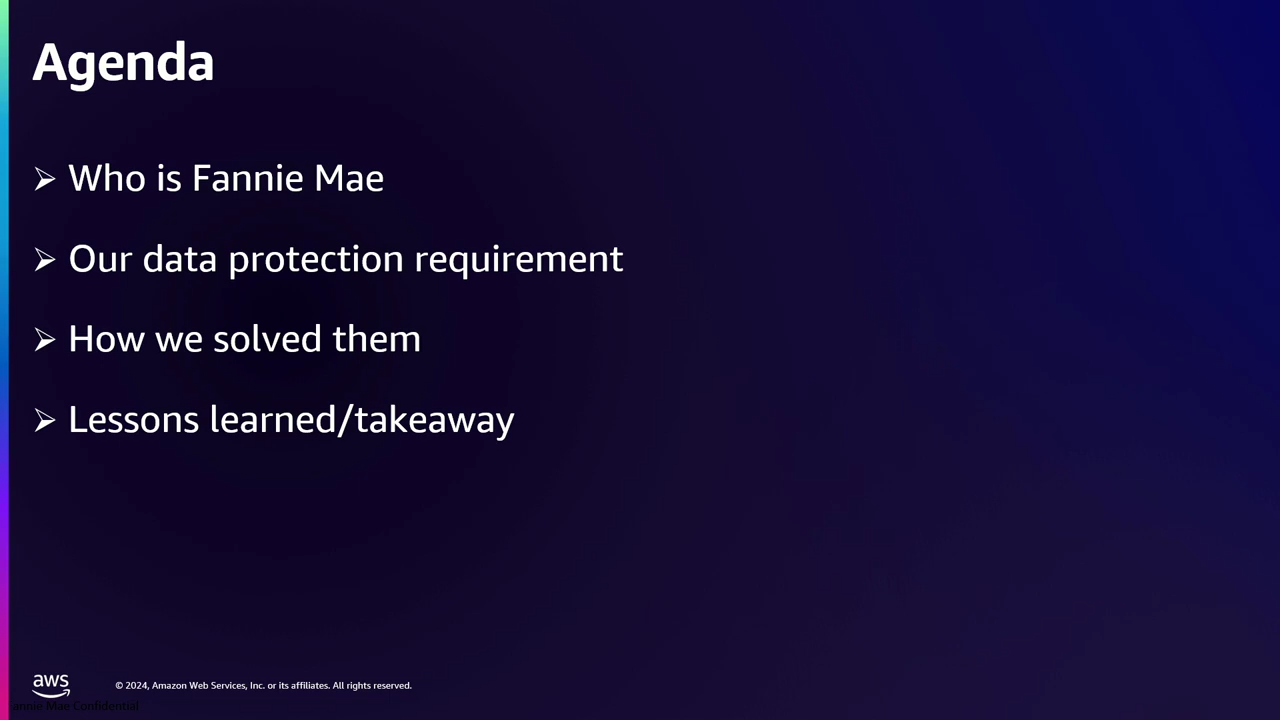 Agenda
➢ Who is Fannie Mae
➢ Our data protection requirement
➢ How we solved them
➢ Lessons learned/takeaway
aws
© 2024, Amazon Web Services, Inc. or its affiliates. All rights reserved.
annie Mae Confidential